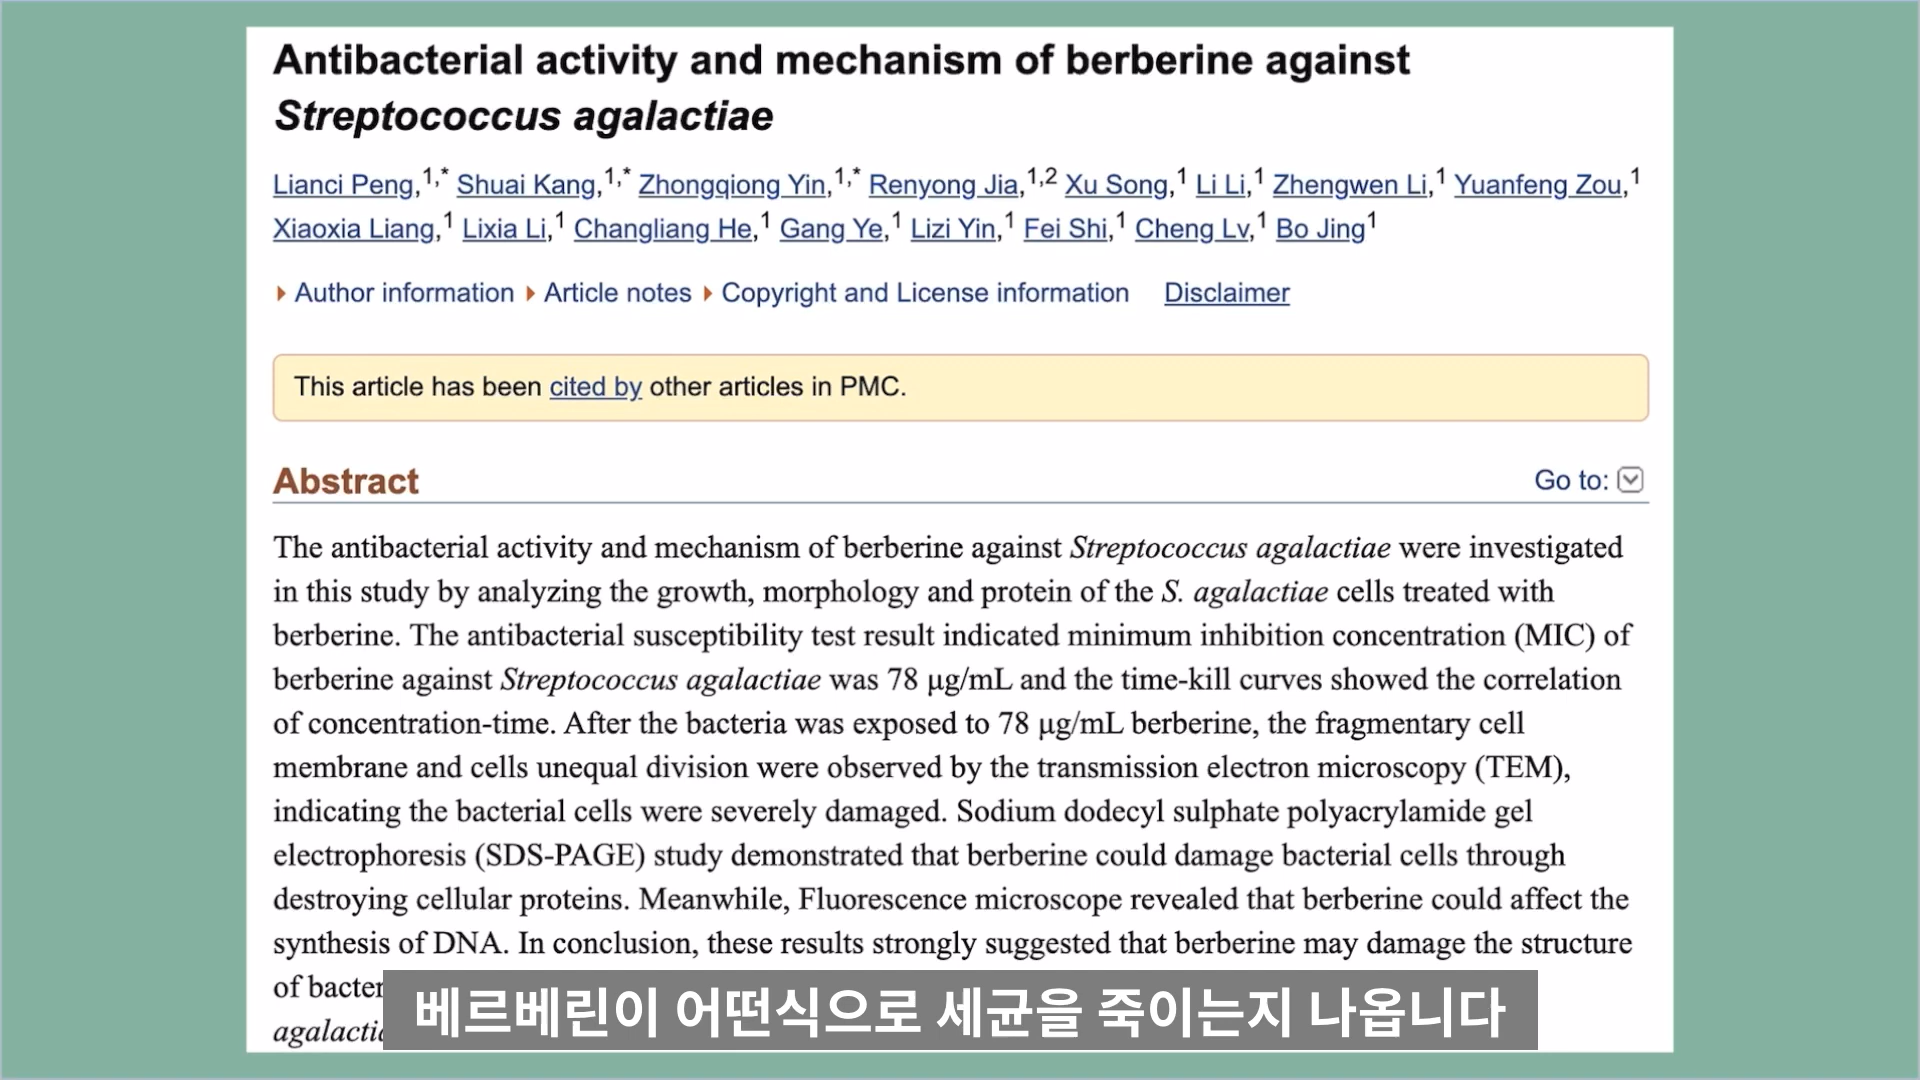 Antibacterial activity and mechanism of berberine against
Streptococcus agalactiae
Lianci Peng,1,* Shuai Kang,1,* Zhongqiong Yin,1,* Renyong Jia,1,2 Xu Song,1 Li Li,1 Zhengwen Li,1 Yuanfeng Zou,1
Xiaoxia Liang,1 Lixia Li,1 Changliang He,1 Gang Ye,1 Lizi Yin,1 Fei Shi,1 Cheng Lv,1 Bo Jing1
Author information Article notes Copyright and License information Disclaimer
This article has been cited by other articles in PMC.
Abstract Go to:
The antibacterial activity and mechanism of berberine against Streptococcus agalactiae were investigated
in this study by analyzing the growth, morphology and protein of the S. agalactiae cells treated with
berberine. The antibacterial susceptibility test result indicated minimum inhibition concentration (MIC) of
berberine against Streptococcus agalactiae was 78 μg/mL and the time-kill curves showed the correlation
of concentration-time. After the bacteria was exposed to 78 μg/mL berberine, the fragmentary cell
membrane and cells unequal division were observed by the transmission electron microscopy (TEM),
indicating the bacterial cells were severely damaged. Sodium dodecyl sulphate polyacrylamide gel
electrophoresis (SDS-PAGE) study demonstrated that berberine could damage bacterial cells through
destroying cellular proteins. Meanwhile, Fluorescence microscope revealed that berberine could affect the
synthesis of DNA. In conclusion, these results strongly suggested that berberine may damage the structure
of
베르베린이 어떤식으로 세균을 죽이는지 나옵니다